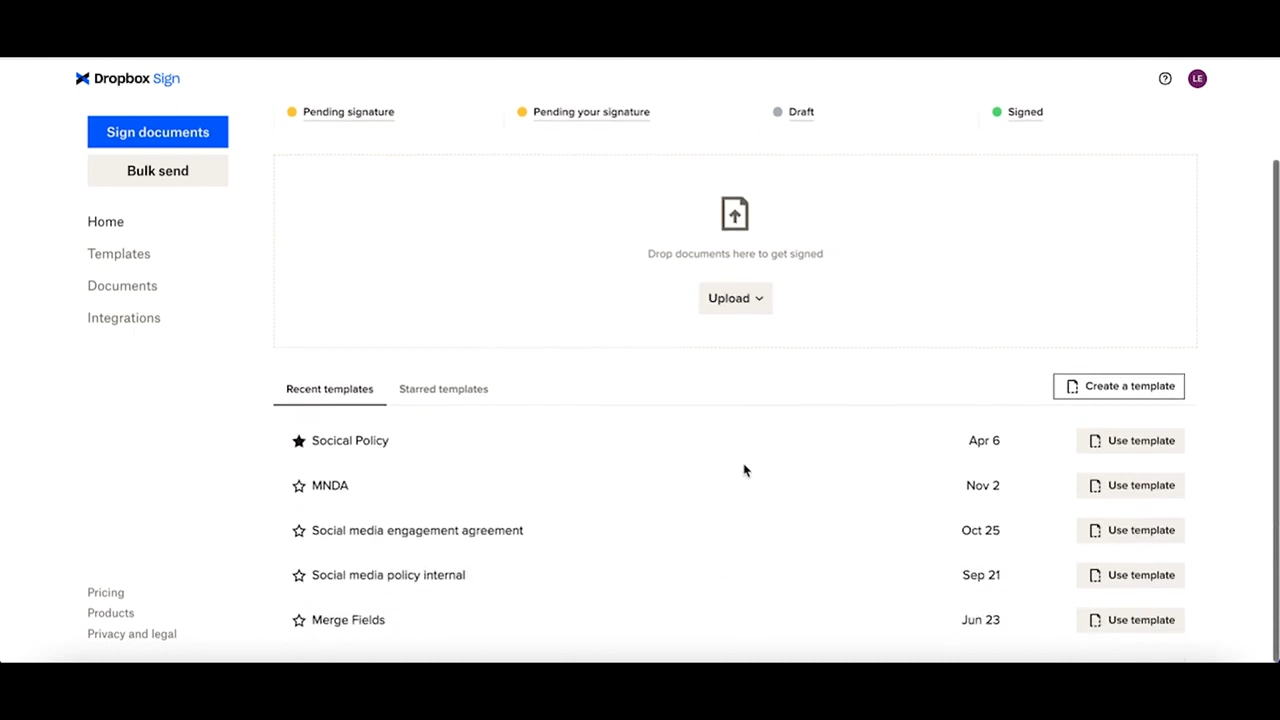 Dropbox Sign
LE
Sign documents
Bulk send
Home
Templates
Documents
Integrations
Pricing
Products
Privacy and legal
Pending signature
Pending your signature
Draft
Signed
Drop documents here to get signed
Upload
Recent templates
Starred templates
Create a template
Socical Policy Apr 6 Use template
MNDA Nov 2 Use template
Social media engagement agreement Oct 25 Use template
Social media policy internal Sep 21 Use template
Merge Fields Jun 23 Use template